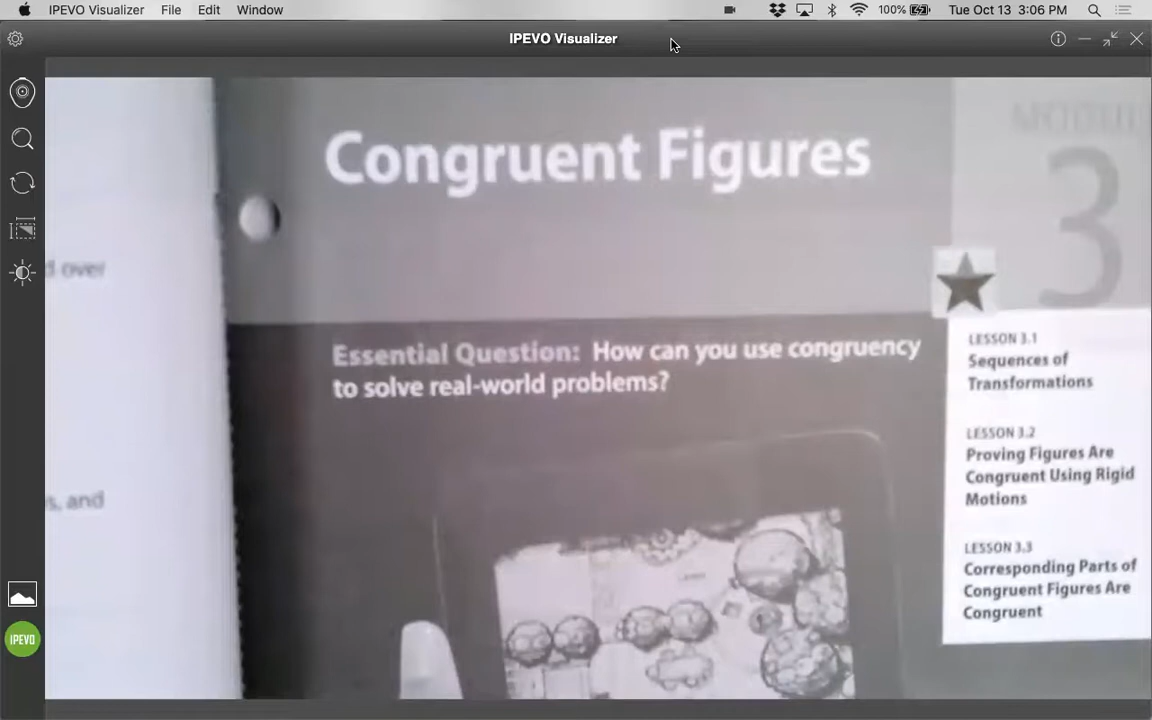 IPEVO Visualizer File Edit Window 100% Tue Oct 13 3:06 PM
IPEVO Visualizer
Congruent Figures
MODUL
3
d over
s, and
Essential Question: How can you use congruency
to solve real-world problems?
LESSON 3.1
Sequences of
Transformations
LESSON 3.2
Proving Figures Are
Congruent Using Rigid
Motions
LESSON 3.3
Corresponding Parts of
Congruent Figures Are
Congruent
IPEVO